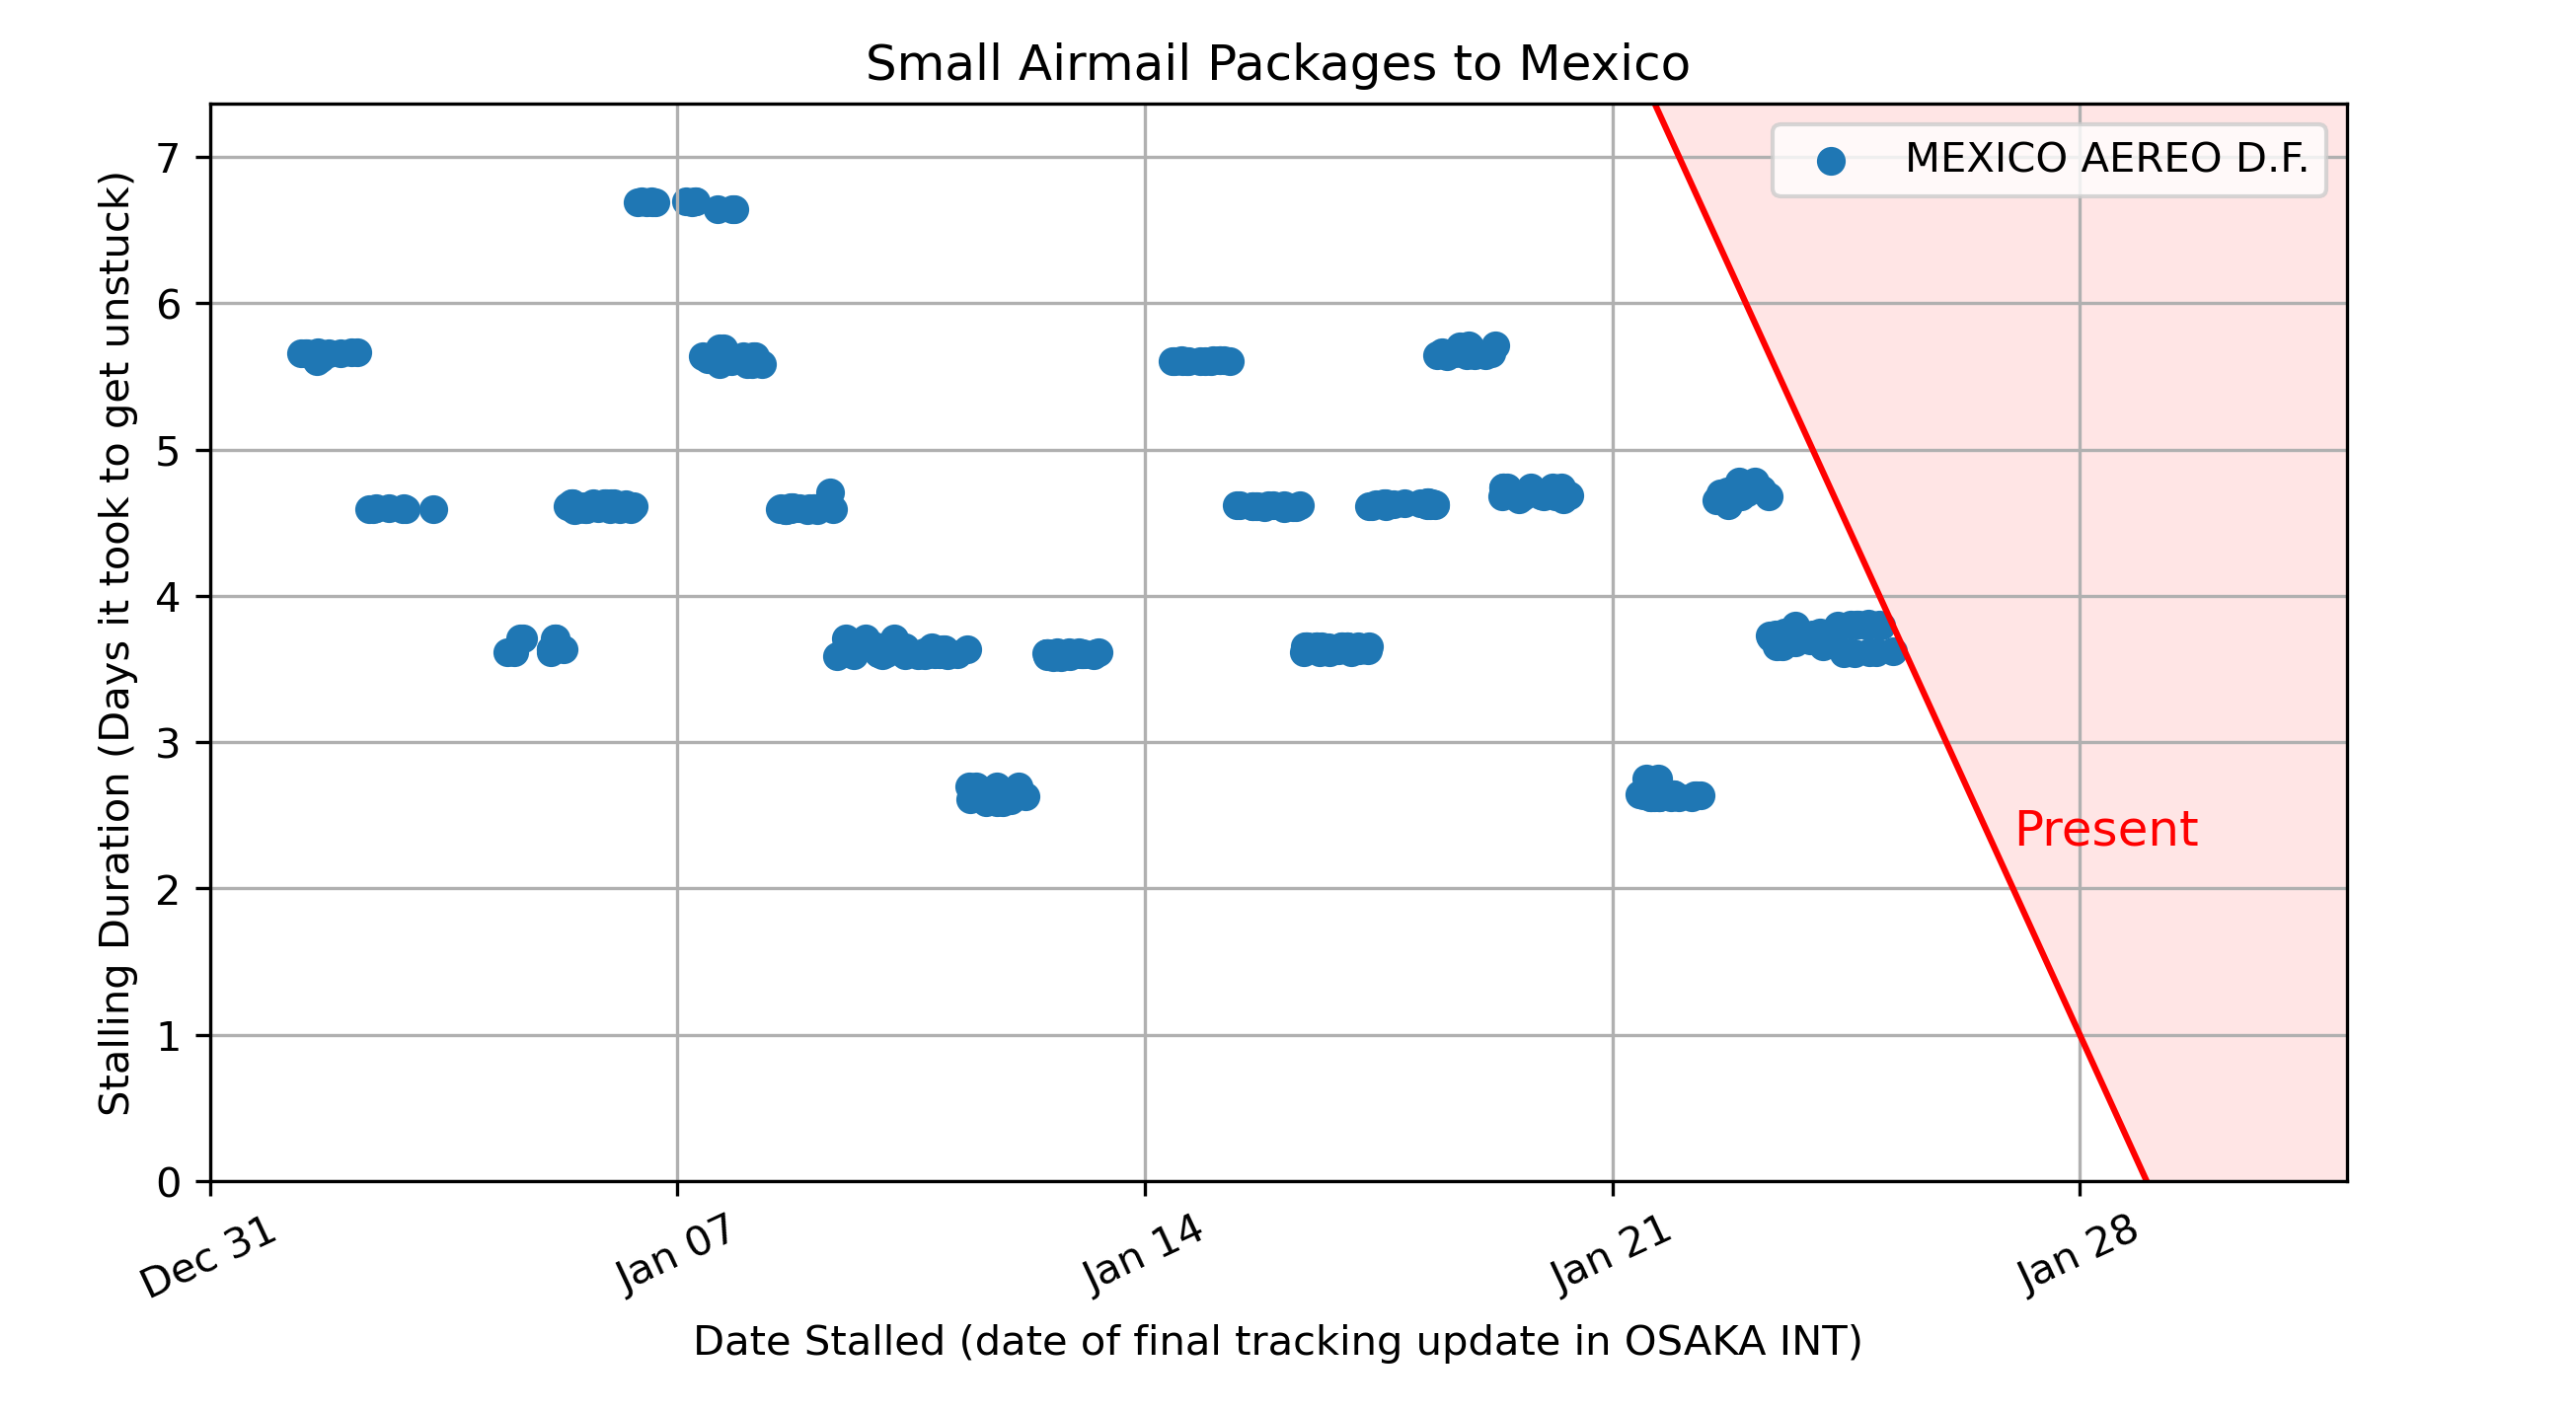 Small Airmail Packages to Mexico
MEXICO AEREO D.F.
Stalling Duration (Days it took to get unstuck)
7
6
5
4
3
2
1
0
Present
Dec 31
Jan 07
Jan 14
Jan 21
Jan 28
Date Stalled (date of final tracking update in OSAKA INT)